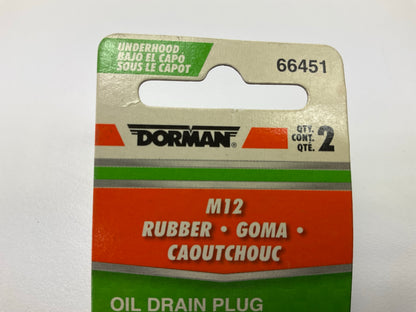 UNDERHOOD
BAJO EL CAPO
SOUS LE CAPOT
66451
DORMAN®
QTY.
CONT.
QTÉ.
2
M12
RUBBER • GOMA •
CAOUTCHOUC
OIL DRAIN PLUG